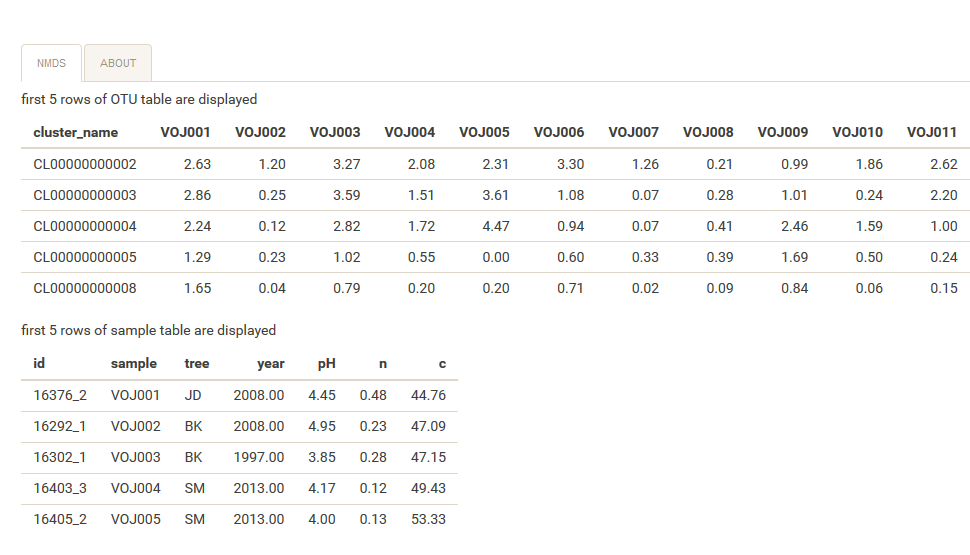 NMDS ABOUT
first 5 rows of OTU table are displayed
cluster_name VOJ001 VOJ002 VOJ003 VOJ004 VOJ005 VOJ006 VOJ007 VOJ008 VOJ009 VOJ010 VOJ011
CL00000000002 2.63 1.20 3.27 2.08 2.31 3.30 1.26 0.21 0.99 1.86 2.62
CL00000000003 2.86 0.25 3.59 1.51 3.61 1.08 0.07 0.28 1.01 0.24 2.20
CL00000000004 2.24 0.12 2.82 1.72 4.47 0.94 0.07 0.41 2.46 1.59 1.00
CL00000000005 1.29 0.23 1.02 0.55 0.00 0.60 0.33 0.39 1.69 0.50 0.24
CL00000000008 1.65 0.04 0.79 0.20 0.20 0.71 0.02 0.09 0.84 0.06 0.15
first 5 rows of sample table are displayed
id sample tree year pH n c
16376_2 VOJ001 JD 2008.00 4.45 0.48 44.76
16292_1 VOJ002 BK 2008.00 4.95 0.23 47.09
16302_1 VOJ003 BK 1997.00 3.85 0.28 47.15
16403_3 VOJ004 SM 2013.00 4.17 0.12 49.43
16405_2 VOJ005 SM 2013.00 4.00 0.13 53.33